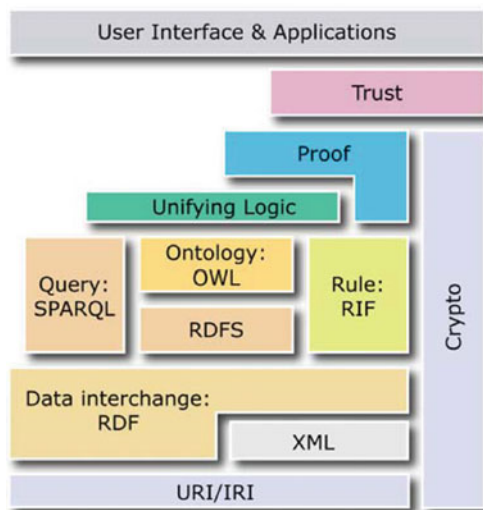 User Interface & Applications
Trust
Proof
Unifying Logic
Query:
SPARQL
Ontology:
OWL
RDFS
Rule:
RIF
Crypto
Data interchange:
RDF
XML
URI/IRI